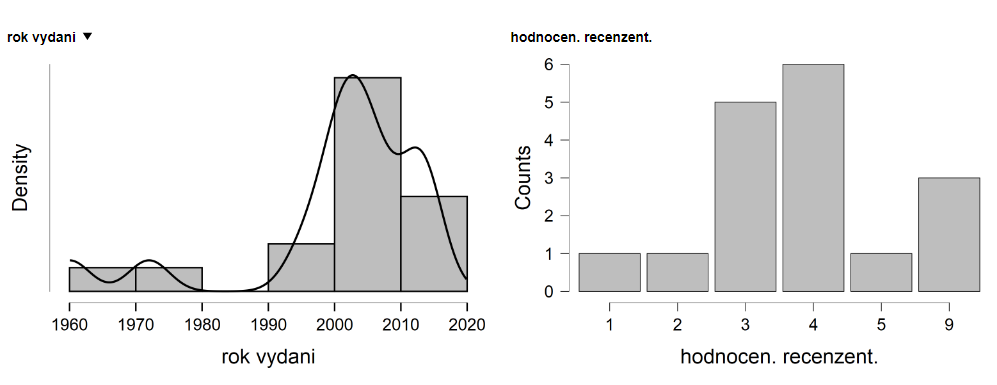 rok vydani ▼
Density
1960 1970 1980 1990 2000 2010 2020
rok vydani
hodnocen. recenzent.
Counts
6
5
4
3
2
1
0
1 2 3 4 5 9
hodnocen. recenzent.